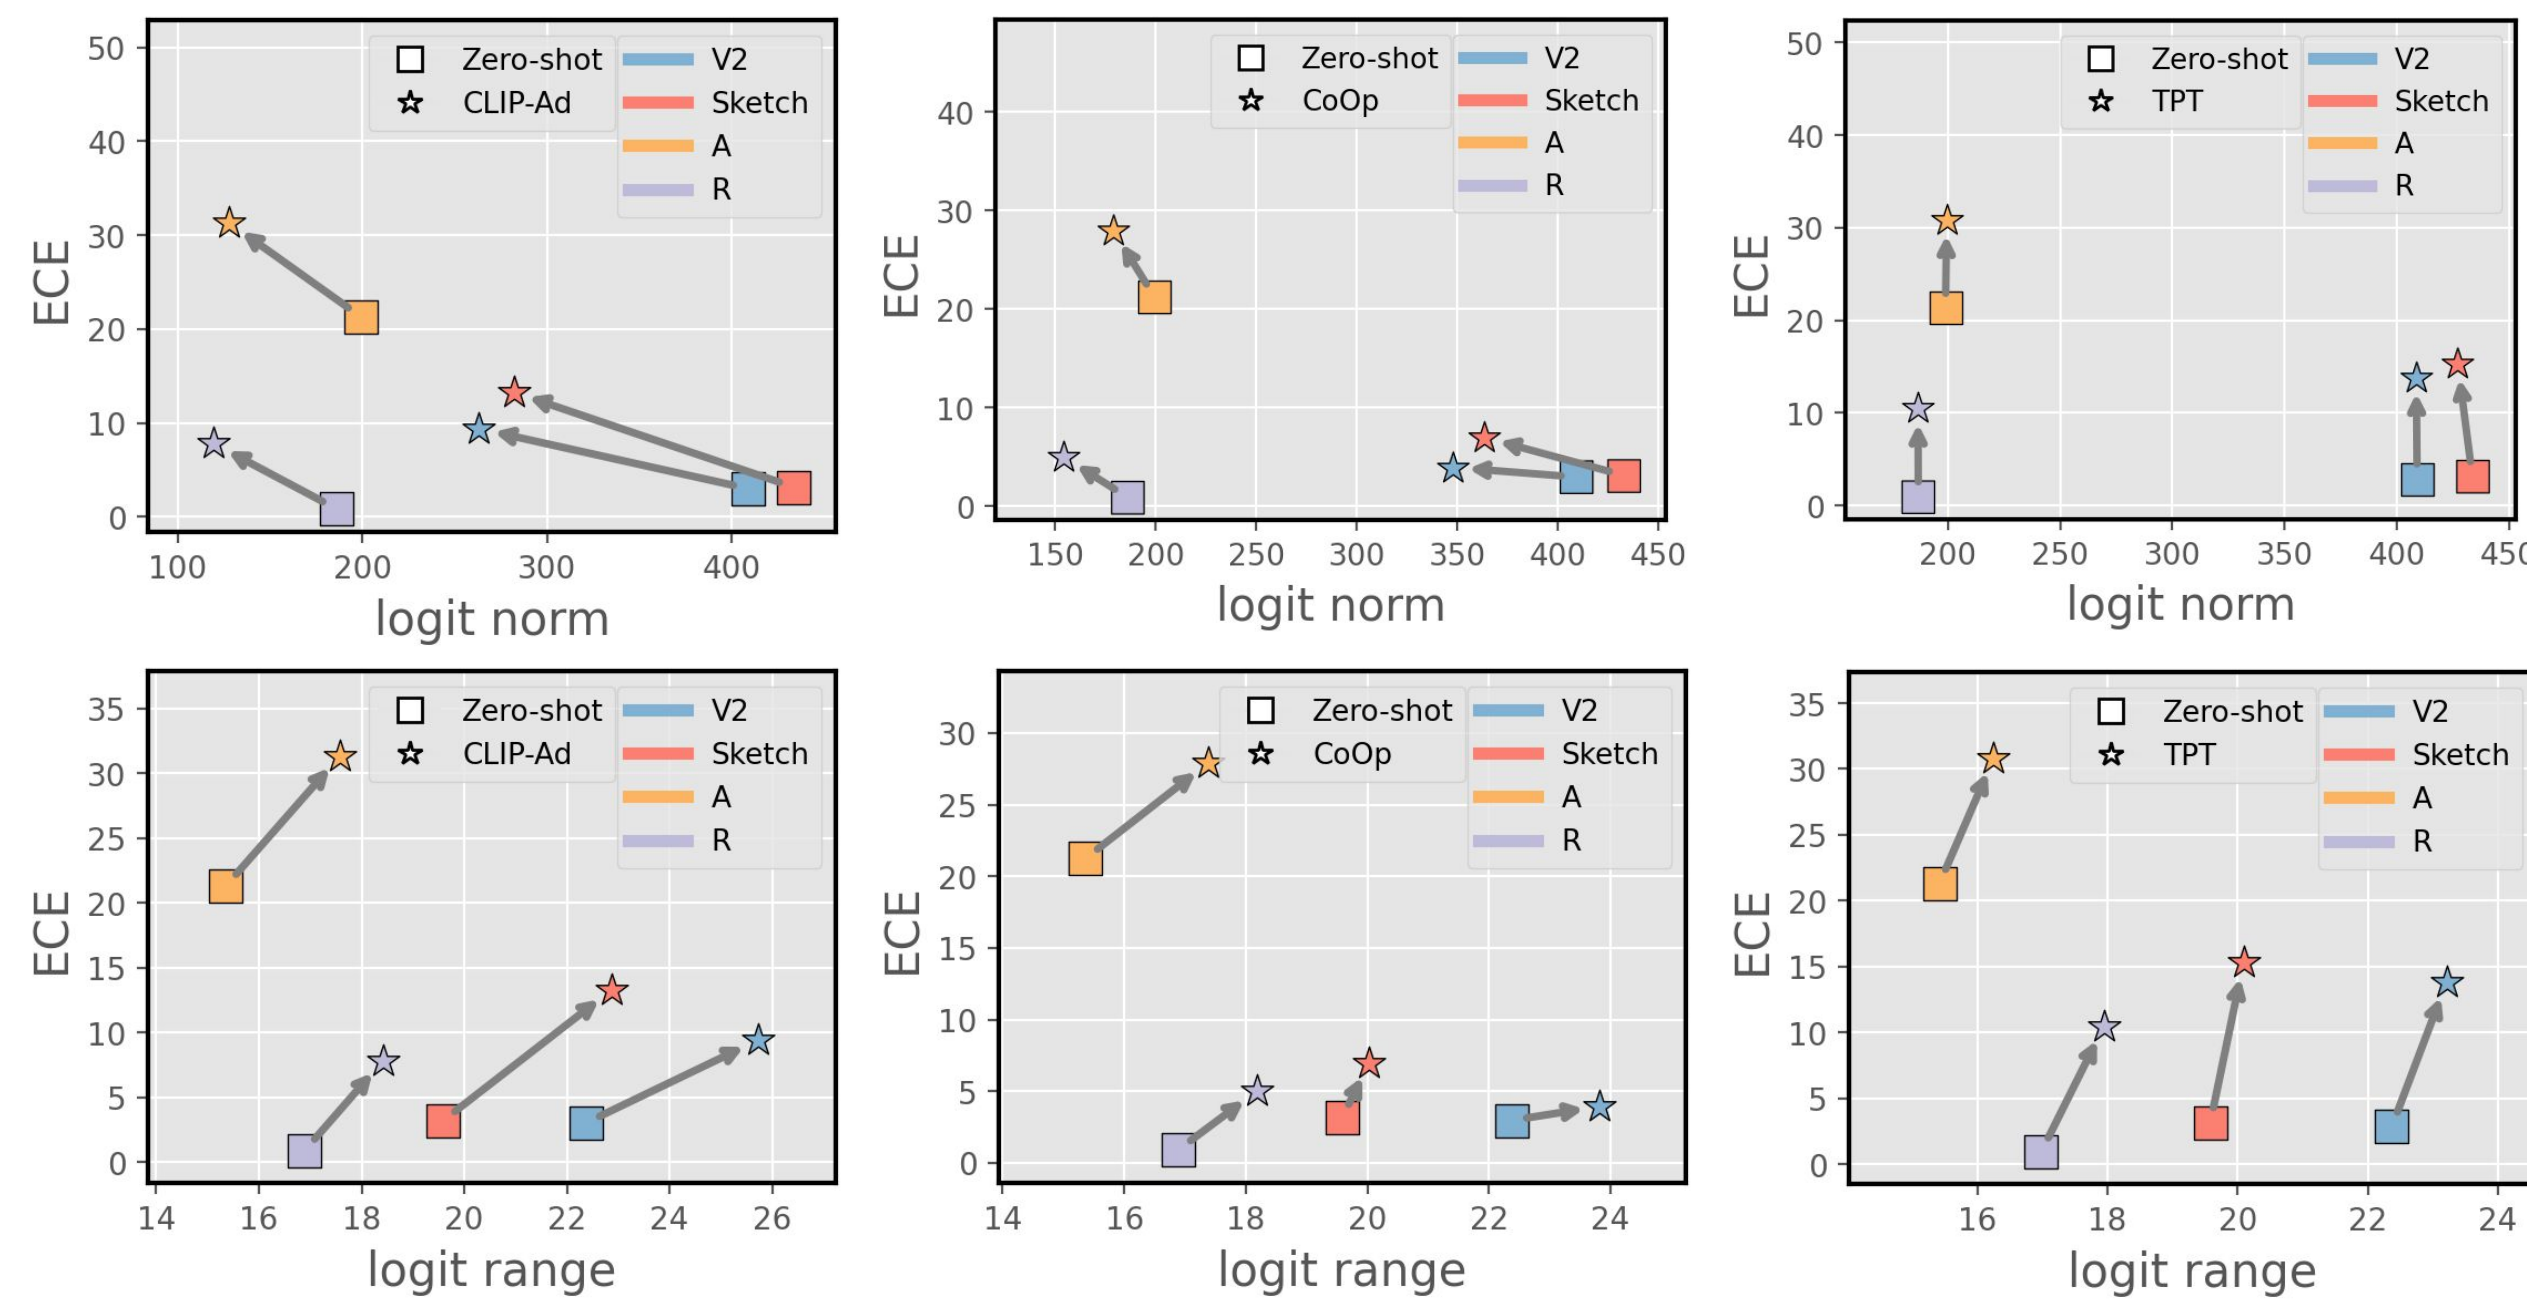 50
40
30
20
10
0
ECE
Zero-shot
CLIP-Ad
V2
Sketch
A
R
100 200 300 400
logit norm
40
30
20
10
0
ECE
Zero-shot
CoOp
V2
Sketch
A
R
150 200 250 300 350 400 450
logit norm
50
40
30
20
10
0
ECE
Zero-shot
TPT
V2
Sketch
A
R
200 250 300 350 400 450
logit norm
35
30
25
20
15
10
5
0
ECE
Zero-shot
CLIP-Ad
V2
Sketch
A
R
14 16 18 20 22 24 26
logit range
30
25
20
15
10
5
0
ECE
Zero-shot
CoOp
V2
Sketch
A
R
14 16 18 20 22 24
logit range
35
30
25
20
15
10
5
0
ECE
Zero-shot
TPT
V2
Sketch
A
R
16 18 20 22 24
logit range